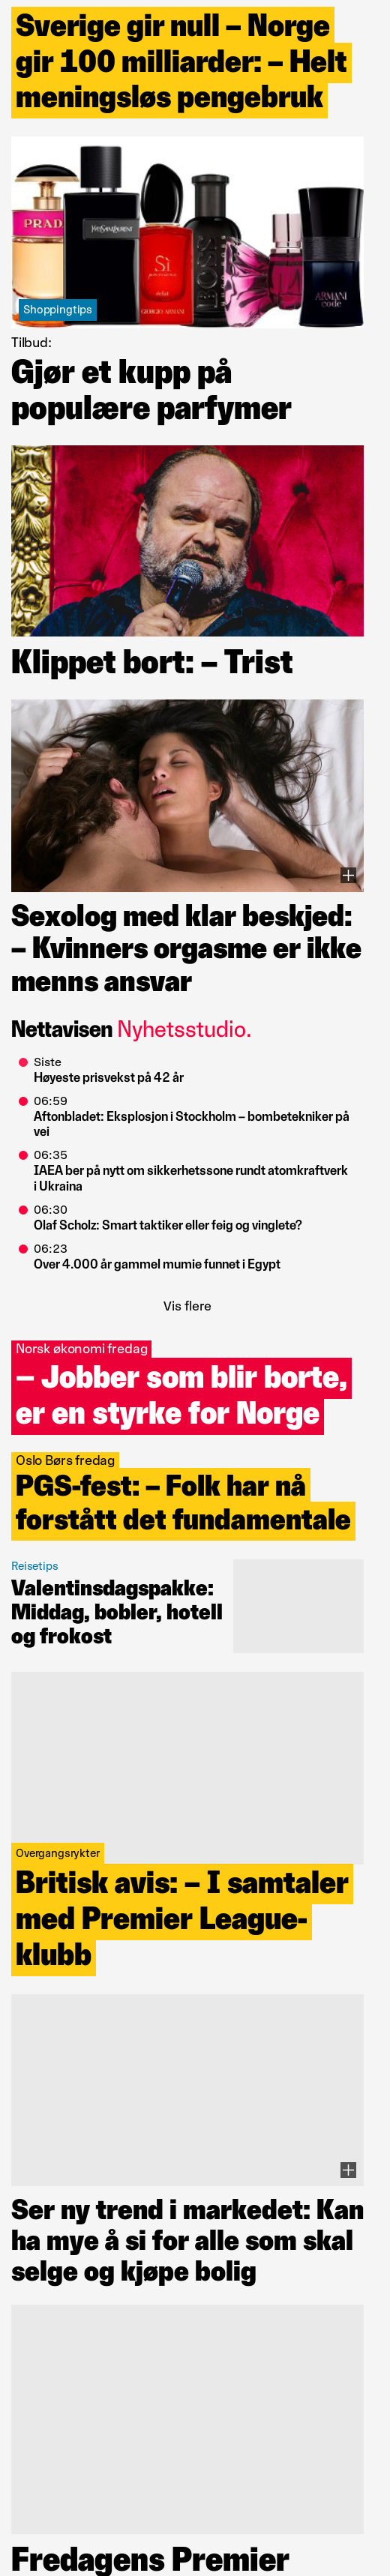 Sverige gir null – Norge
gir 100 milliarder: – Helt
meningsløs pengebruk
PRADA
YVES SAINT LAURENT
Sì
passione
éclat
GIORGIO ARMANI
BOSS
ARMANI
code
Shoppingtips
Tilbud:
Gjør et kupp på
populære parfymer
Klippet bort: – Trist
Sexolog med klar beskjed:
– Kvinners orgasme er ikke
menns ansvar
Nettavisen Nyhetsstudio.
Siste
Høyeste prisvekst på 42 år
06:59
Aftonbladet: Eksplosjon i Stockholm – bombetekniker på
vei
06:35
IAEA ber på nytt om sikkerhetssone rundt atomkraftverk
i Ukraina
06:30
Olaf Scholz: Smart taktiker eller feig og vinglete?
06:23
Over 4.000 år gammel mumie funnet i Egypt
Vis flere
Norsk økonomi fredag
– Jobber som blir borte,
er en styrke for Norge
Oslo Børs fredag
PGS-fest: – Folk har nå
forstått det fundamentale
Reisetips
Valentinsdagspakke:
Middag, bobler, hotell
og frokost
Overgangsrykter
Britisk avis: – I samtaler
med Premier League-
klubb
Ser ny trend i markedet: Kan
ha mye å si for alle som skal
selge og kjøpe bolig
Fredagens Premier